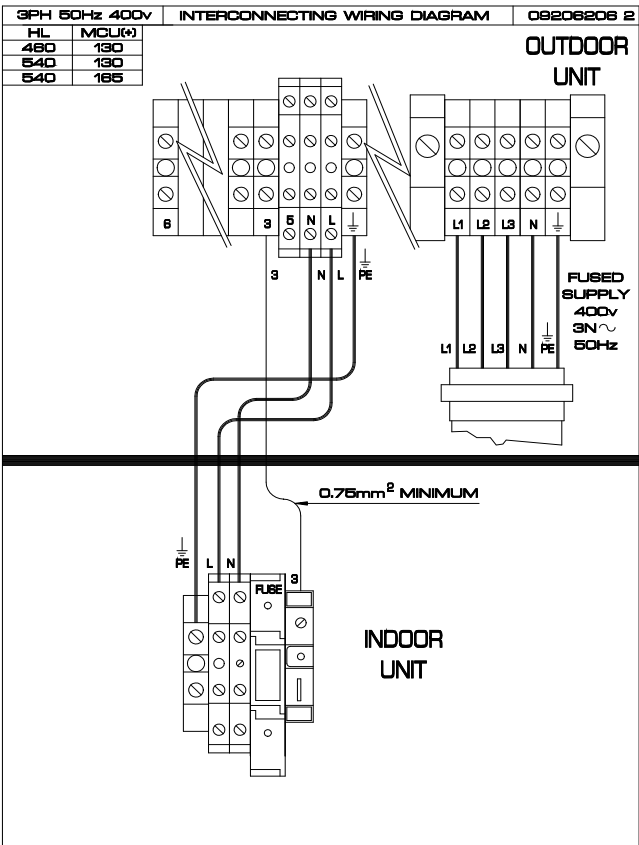 3PH 50Hz 400v INTERCONNECTING WIRING DIAGRAM 09206206 2
HL MCU(+)
460 130
540 130
540 165
OUTDOOR
UNIT
6 3 5 N L L1 L2 L3 N
3 N L PE
FUSED
SUPPLY
400v
3N~
50Hz
L1 L2 L3 N PE
0.75mm² MINIMUM
PE L N 3
FUSE
INDOOR
UNIT